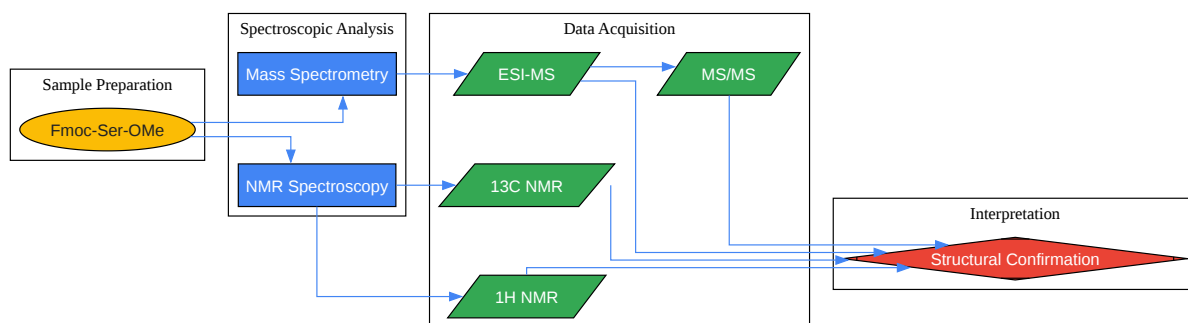 Sample Preparation
Fmoc-Ser-OMe
Spectroscopic Analysis
Mass Spectrometry
NMR Spectroscopy
Data Acquisition
ESI-MS
MS/MS
13C NMR
1H NMR
Interpretation
Structural Confirmation